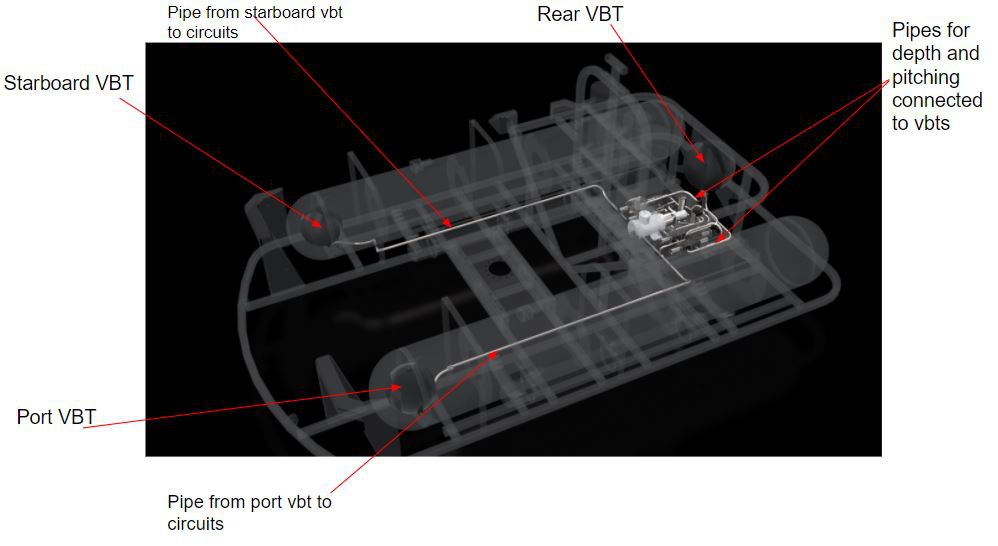 Pipe from starboard vbt
to circuits
Rear VBT
Pipes for
depth and
pitching
connected
to vbts
Starboard VBT
Port VBT
Pipe from port vbt to
circuits